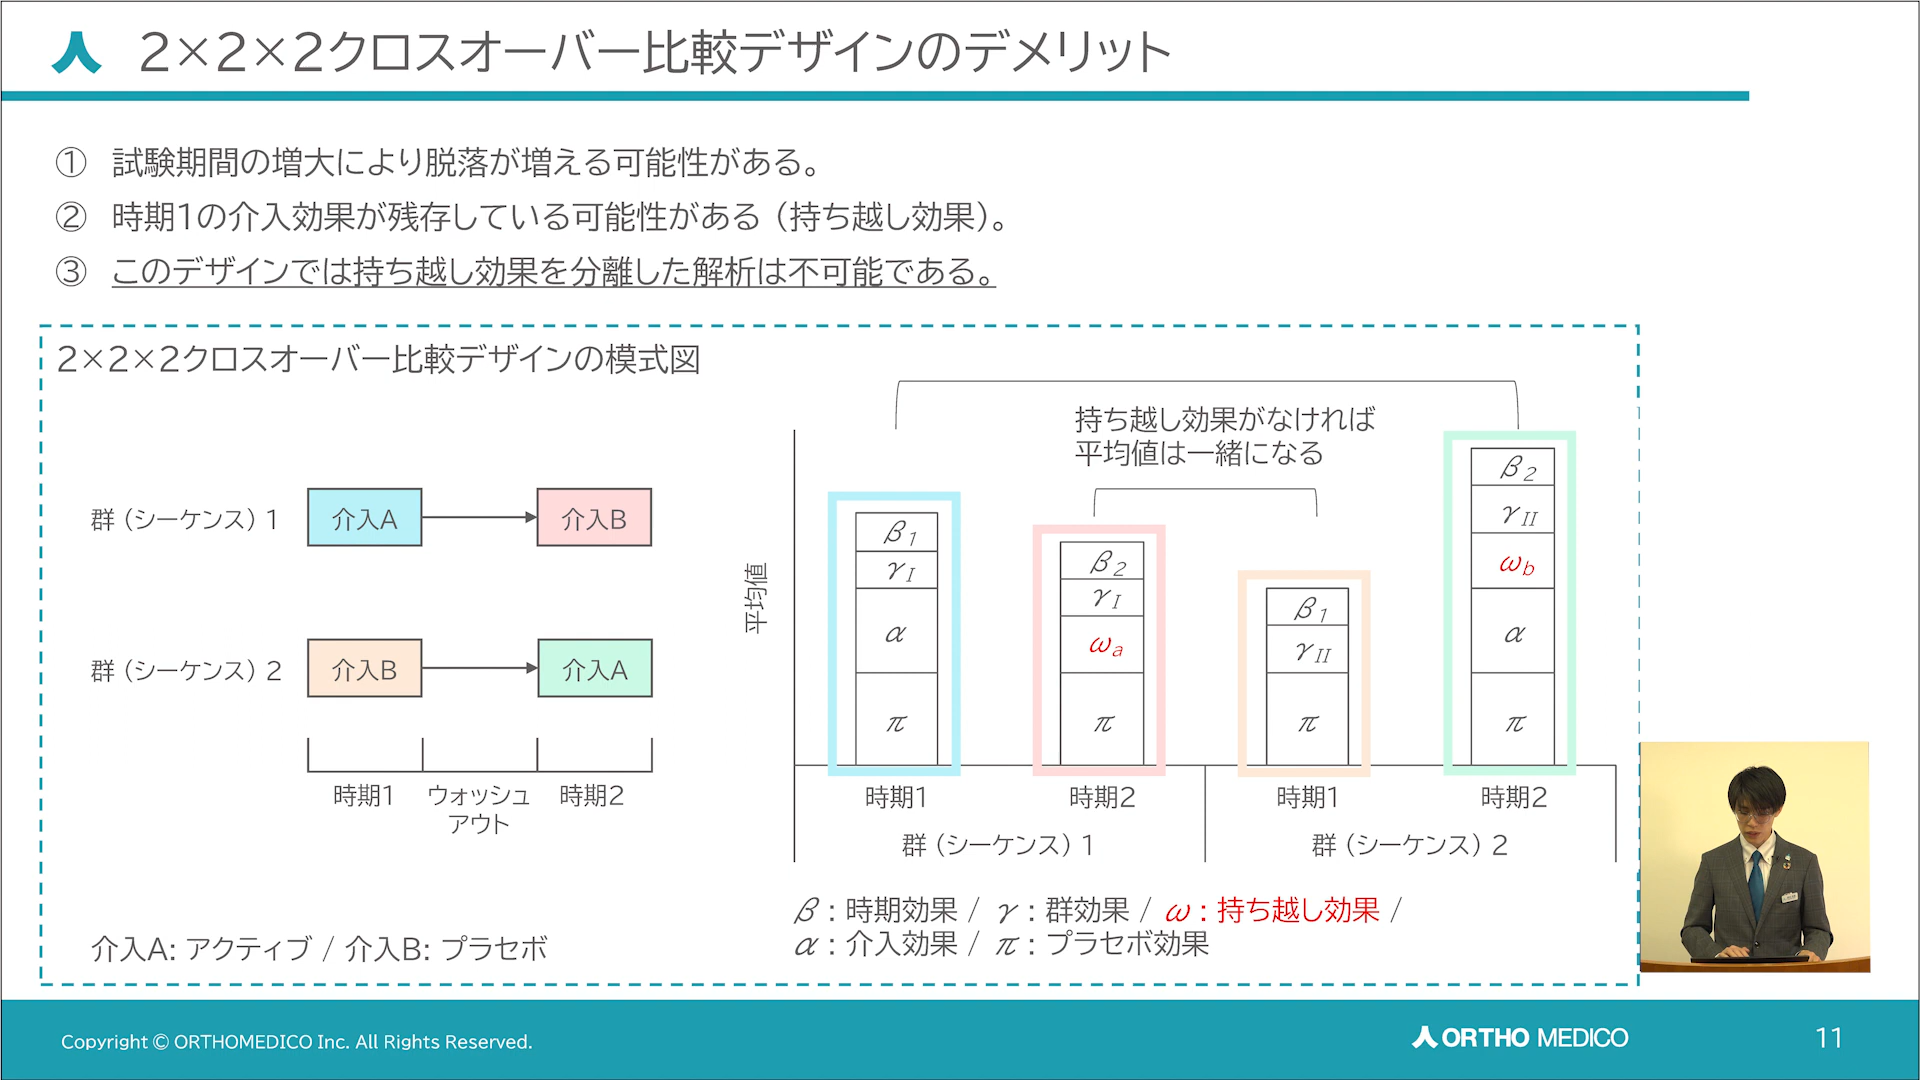 2×2×2クロスオーバー比較デザインのデメリット
① 試験期間の増大により脱落が増える可能性がある。
② 時期1の介入効果が残存している可能性がある（持ち越し効果）。
③ このデザインでは持ち越し効果を分離した解析は不可能である。
2×2×2クロスオーバー比較デザインの模式図
群（シーケンス）1
介入A
介入B
群（シーケンス）2
介入B
介入A
時期1
ウォッシュ
アウト
時期2
介入A: アクティブ / 介入B: プラセボ
持ち越し効果がなければ
平均値は一緒になる
平均値
β1
γI
α
π
β2
γI
ωa
π
β1
γII
π
β2
γII
ωb
α
π
時期1
時期2
時期1
時期2
群（シーケンス）1
群（シーケンス）2
β：時期効果 / γ：群効果 / ω：持ち越し効果 /
α：介入効果 / π：プラセボ効果
Copyright © ORTHOMEDICO Inc. All Rights Reserved.
ORTHO MEDICO
11